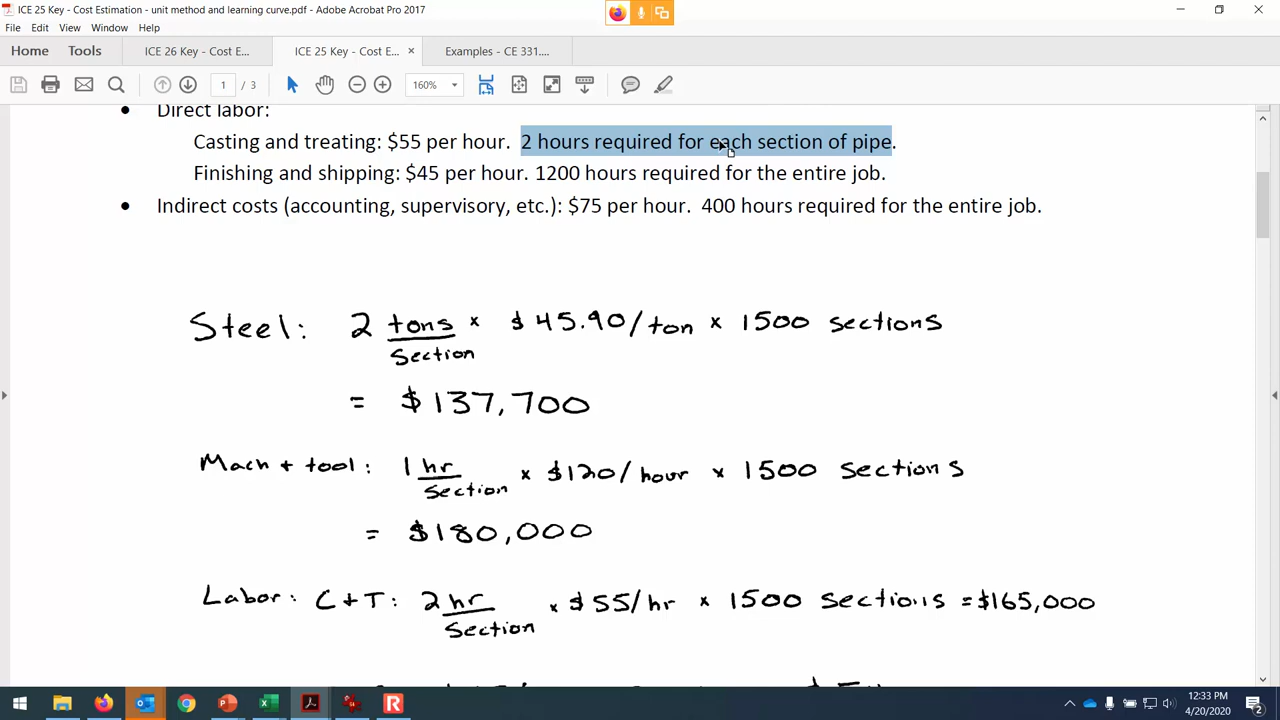 ICE 25 Key - Cost Estimation - unit method and learning curve.pdf - Adobe Acrobat Pro 2017
File Edit View Window Help
Home Tools ICE 26 Key - Cost E... ICE 25 Key - Cost E... × Examples - CE 331....
1 / 3 160%
• Direct labor:
Casting and treating: $55 per hour. 2 hours required for each section of pipe.
Finishing and shipping: $45 per hour. 1200 hours required for the entire job.
• Indirect costs (accounting, supervisory, etc.): $75 per hour. 400 hours required for the entire job.
Steel: 2 tons/section × $45.90/ton × 1500 sections
= $137,700
Mach + tool: 1 hr/section × $120/hour × 1500 sections
= $180,000
Labor: C+T: 2 hr/section × $55/hr × 1500 sections = $165,000
12:33 PM
4/20/2020
2